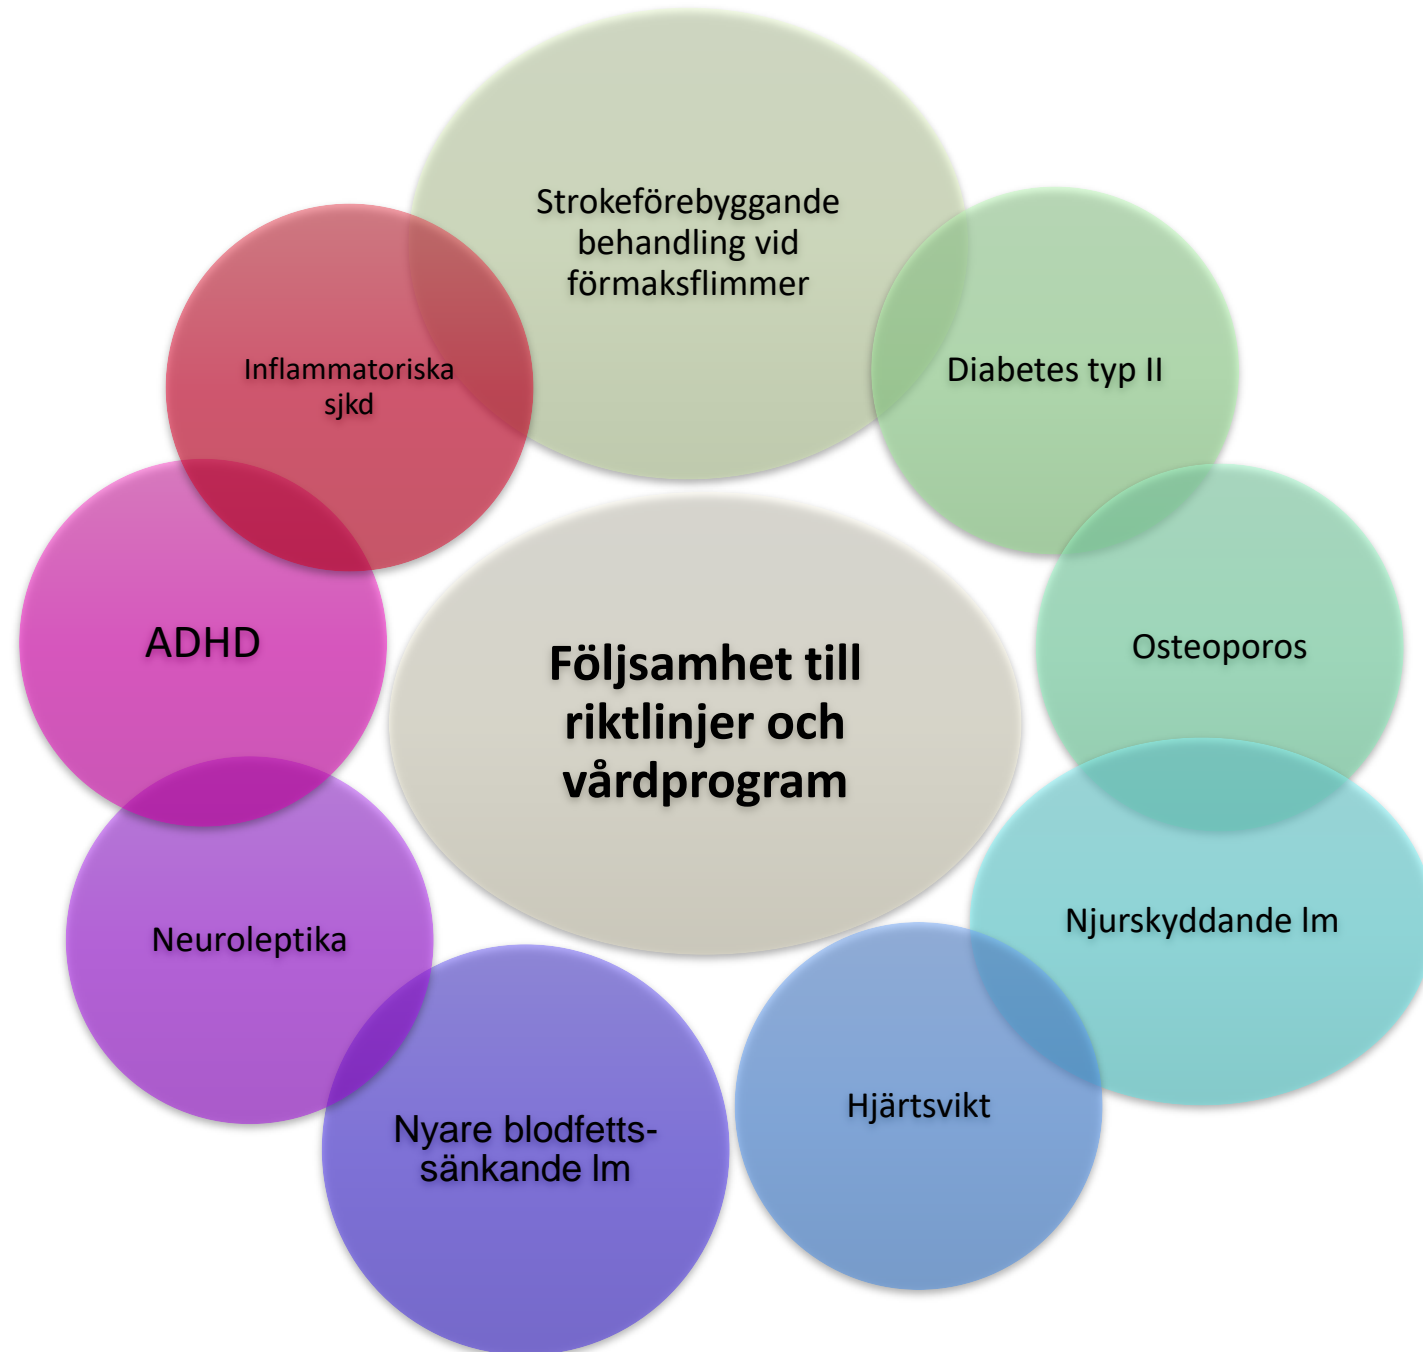 Strokeförebyggande
behandling vid
förmaksflimmer
Diabetes typ II
Inflammatoriska
sjkd
ADHD
Osteoporos
Följsamhet till
riktlinjer och
vårdprogram
Njurskyddande lm
Neuroleptika
Hjärtsvikt
Nyare blodfetts-
sänkande lm